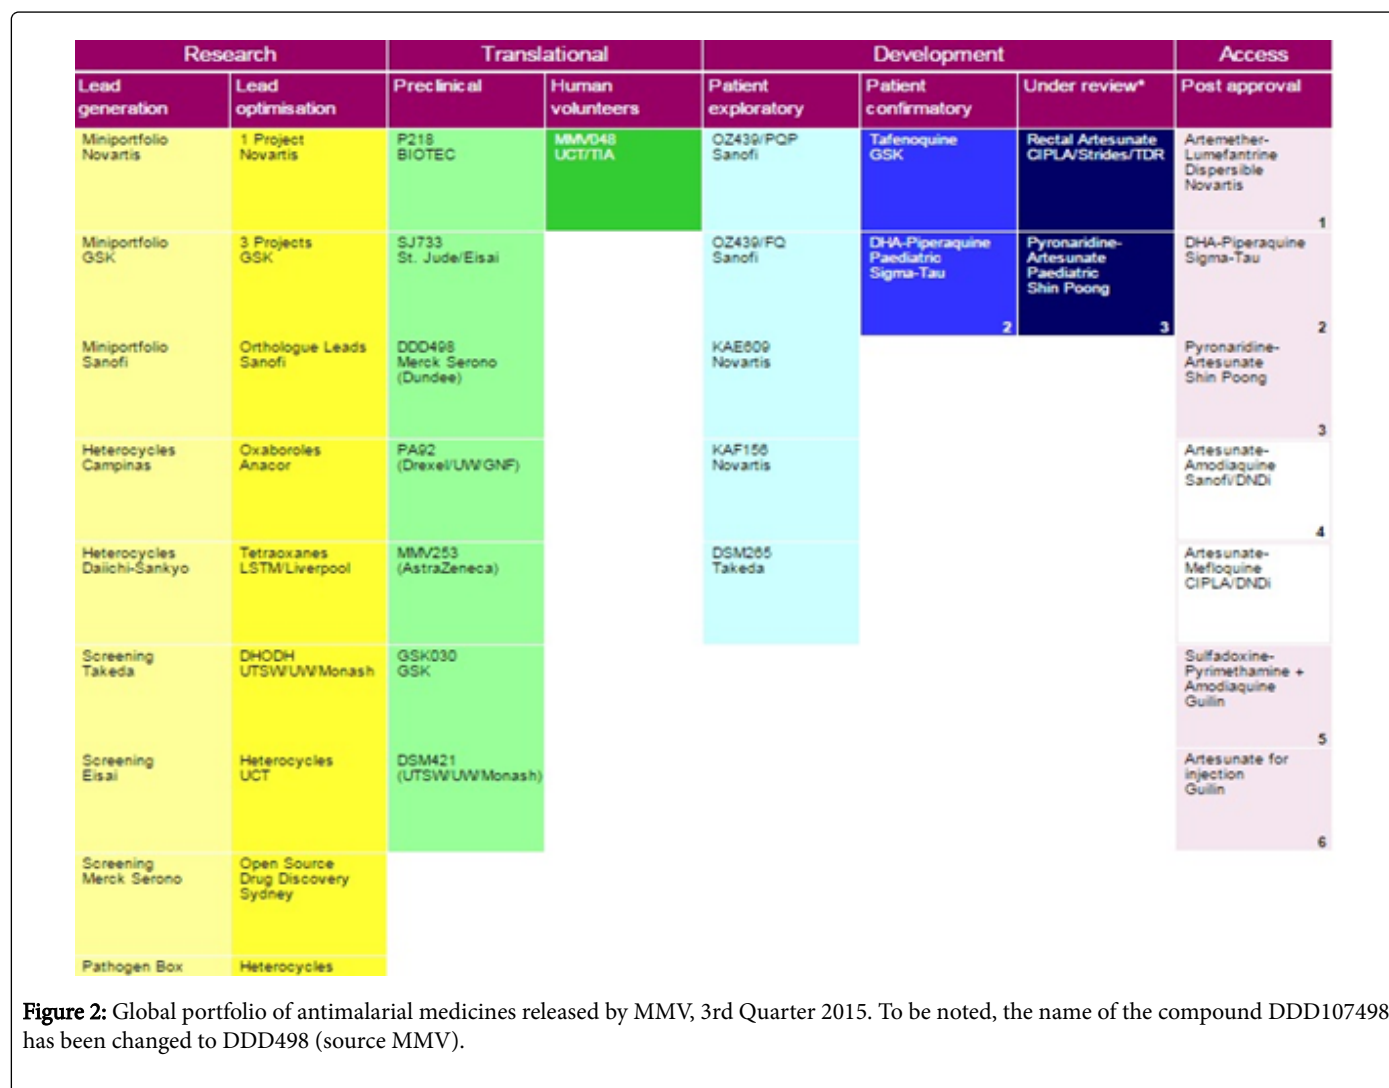 Research
Translational
Development
Access
Lead
generation
Lead
optimisation
Preclinical
Human
volunteers
Patient
exploratory
Patient
confirmatory
Under review*
Post approval
Miniportfolio
Novartis
1 Project
Novartis
P218
BIOTEC
MMV048
UCT/TIA
OZ439/PQP
Sanofi
Tafenoquine
GSK
Rectal Artesunate
CIPLA/Strides/TDR
Artemether-
Lumefantrine
Dispersible
Novartis
1
Miniportfolio
GSK
3 Projects
GSK
SJ733
St. Jude/Eisai
OZ439/FQ
Sanofi
DHA-Piperaquine
Paediatric
Sigma-Tau
2
Pyronaridine-
Artesunate
Paediatric
Shin Poong
3
DHA-Piperaquine
Sigma-Tau
2
Miniportfolio
Sanofi
Orthologue Leads
Sanofi
DDD498
Merck Serono
(Dundee)
KAE609
Novartis
Pyronaridine-
Artesunate
Shin Poong
3
Heterocycles
Campinas
Oxaboroles
Anacor
PA92
(Drexel/UW/GNF)
KAF156
Novartis
Artesunate-
Amodiaquine
Sanofi/DNDi
4
Heterocycles
Daiichi-Sankyo
Tetraoxanes
LSTM/Liverpool
MMV253
(AstraZeneca)
DSM265
Takeda
Artesunate-
Mefloquine
CIPLA/DNDi
Screening
Takeda
DHODH
UTSW/UW/Monash
GSK030
GSK
Sulfadoxine-
Pyrimethamine +
Amodiaquine
Guilin
5
Screening
Eisai
Heterocycles
UCT
DSM421
(UTSW/UW/Monash)
Artesunate for
injection
Guilin
6
Screening
Merck Serono
Open Source
Drug Discovery
Sydney
Pathogen Box
Heterocycles
Figure 2: Global portfolio of antimalarial medicines released by MMV, 3rd Quarter 2015. To be noted, the name of the compound DDD107498
has been changed to DDD498 (source MMV).